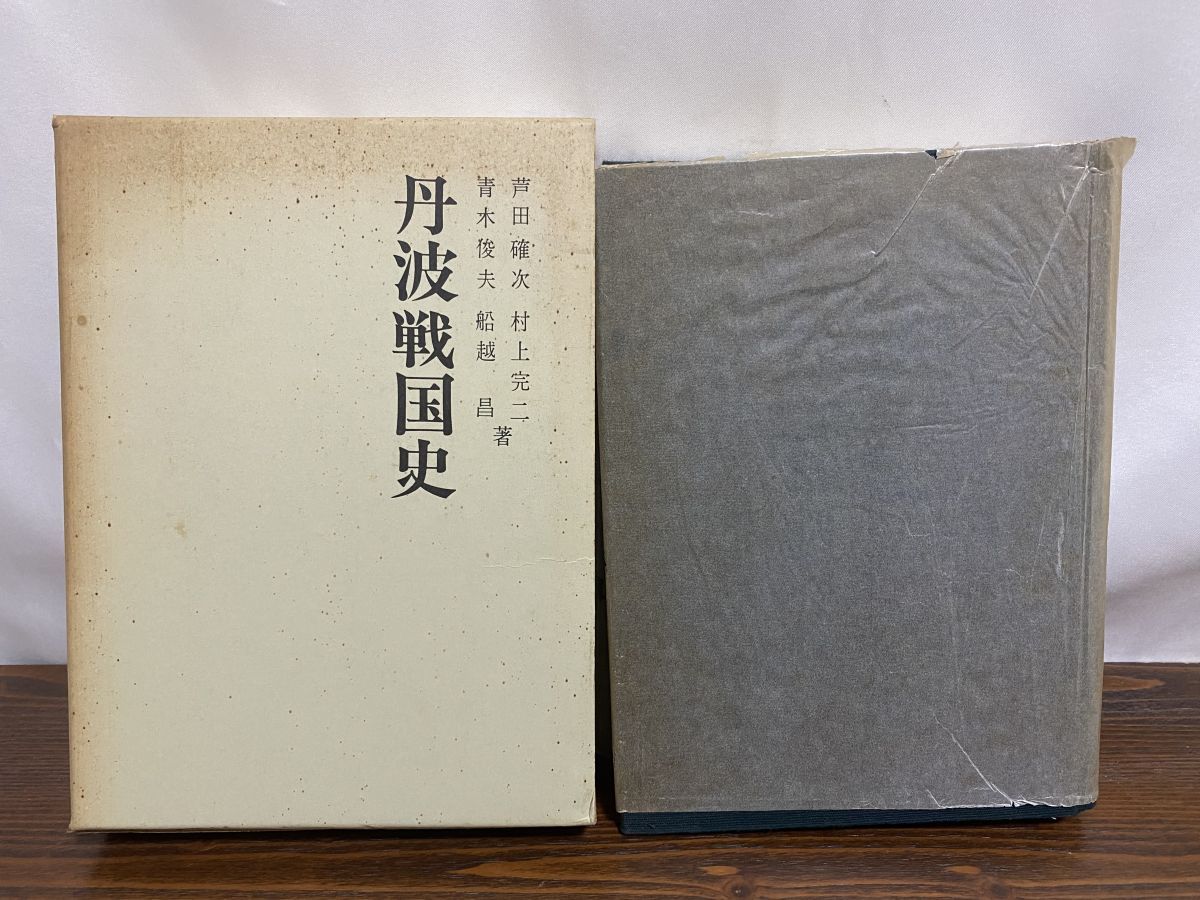 芦田確次 村上完二
青木俊夫 船越 昌
著
丹波戦国史